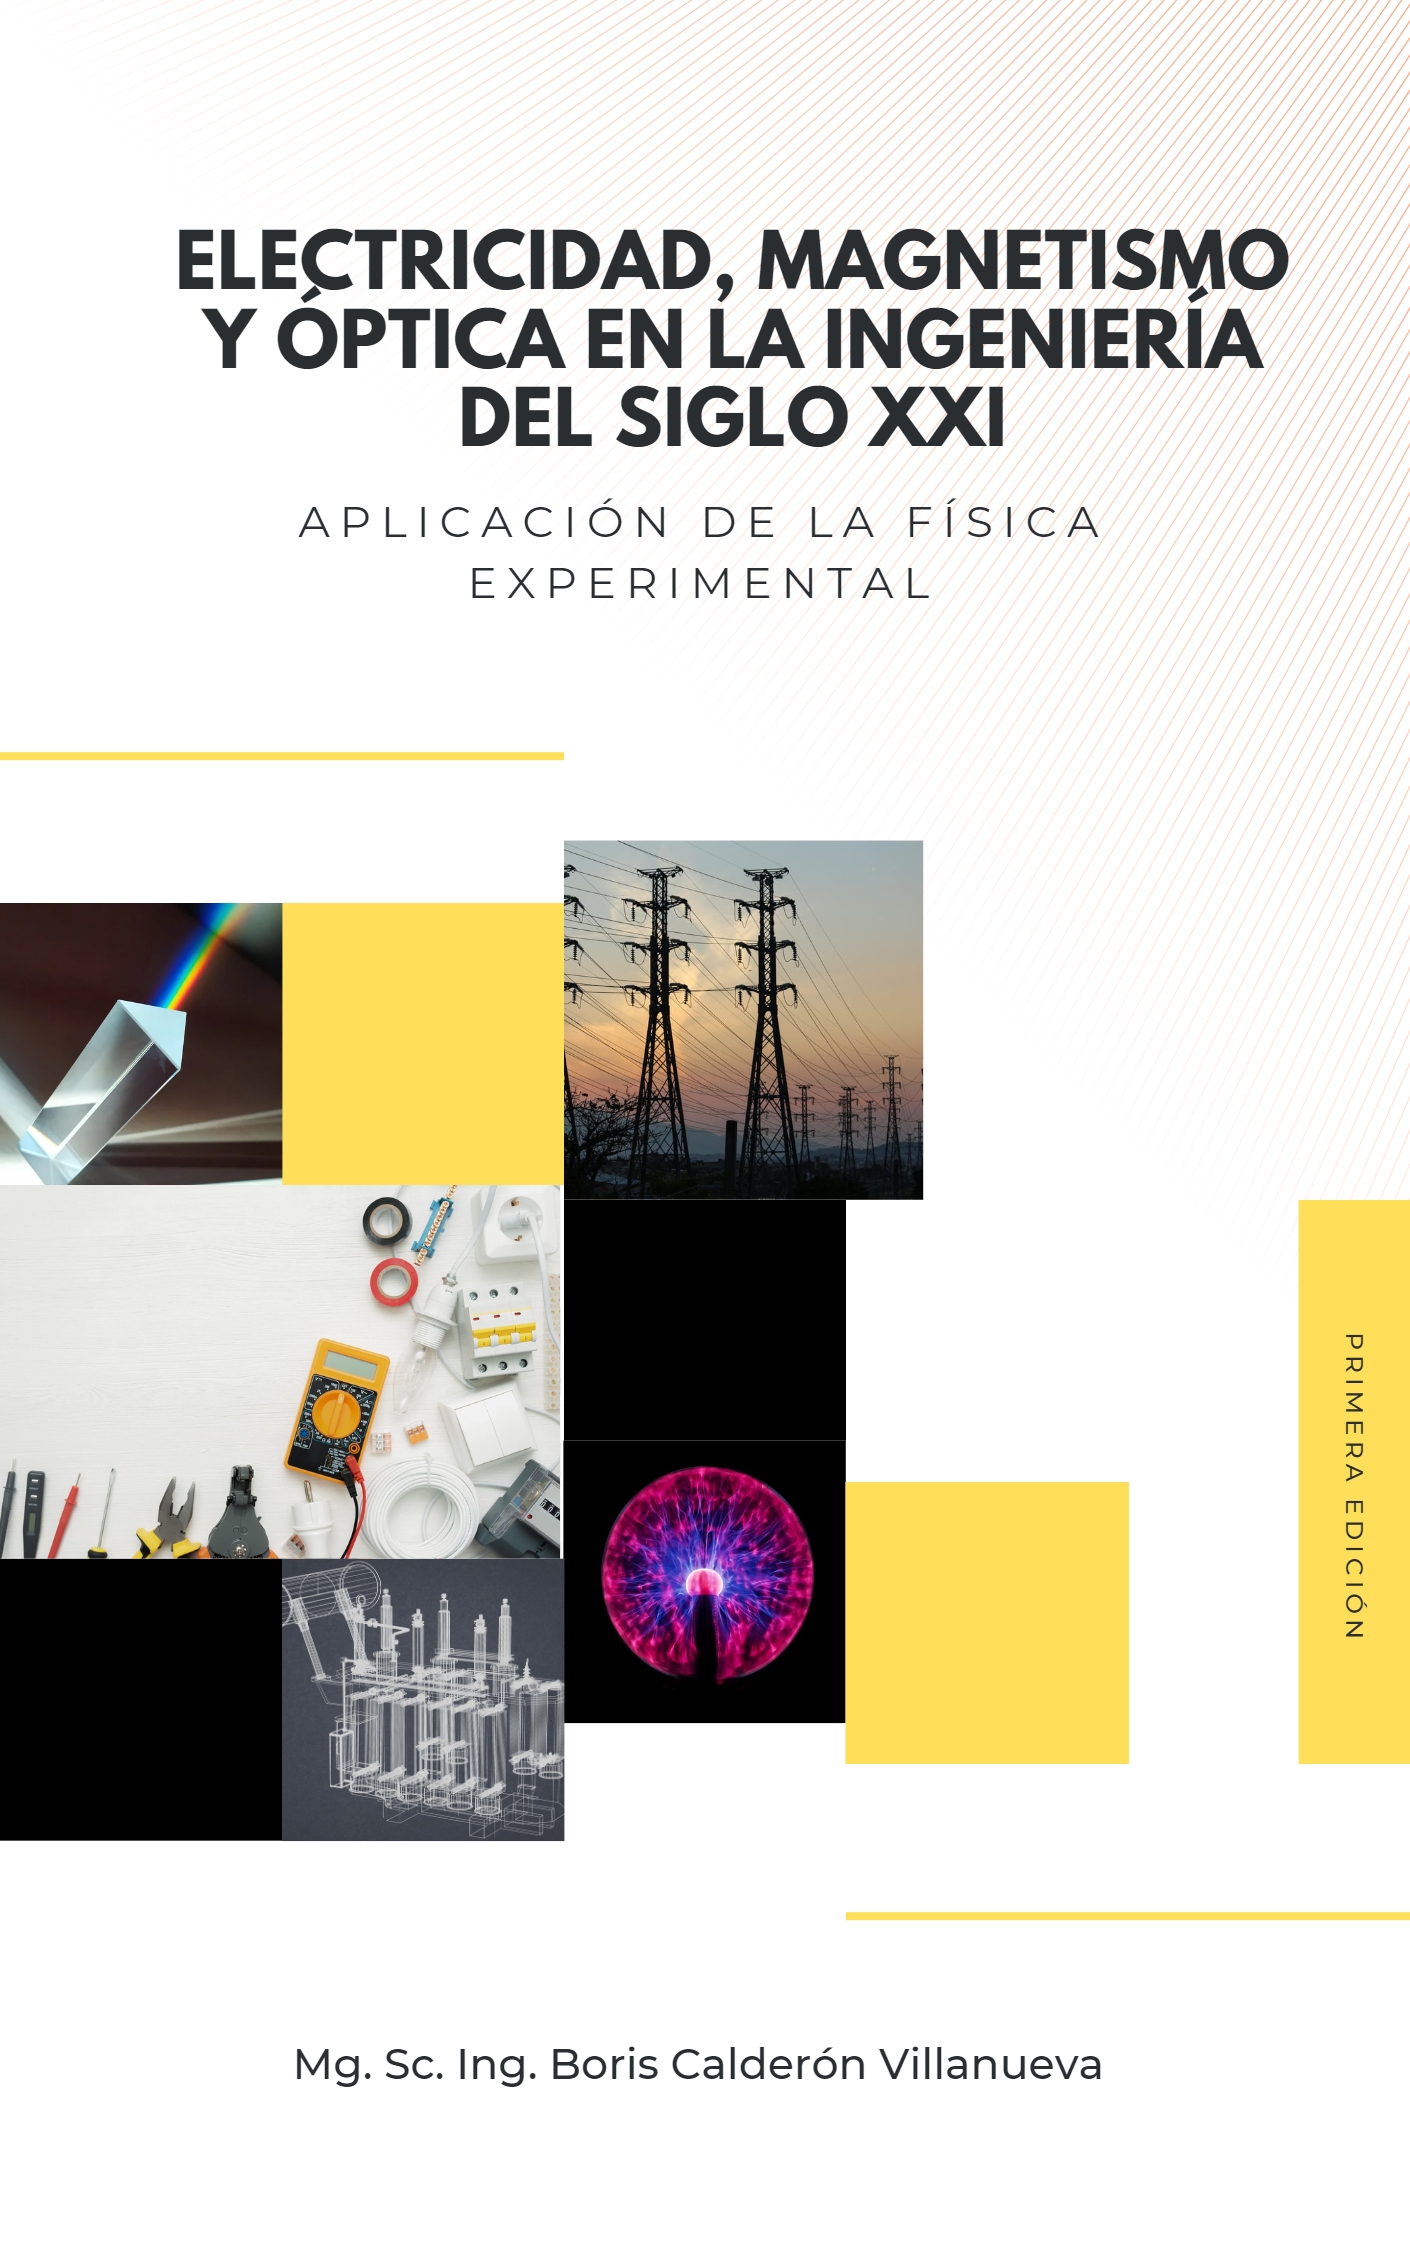 ELECTRICIDAD, MAGNETISMO
Y ÓPTICA EN LA INGENIERÍA
DEL SIGLO XXI
APLICACIÓN DE LA FÍSICA
EXPERIMENTAL
PRIMERA EDICIÓN
Mg. Sc. Ing. Boris Calderón Villanueva